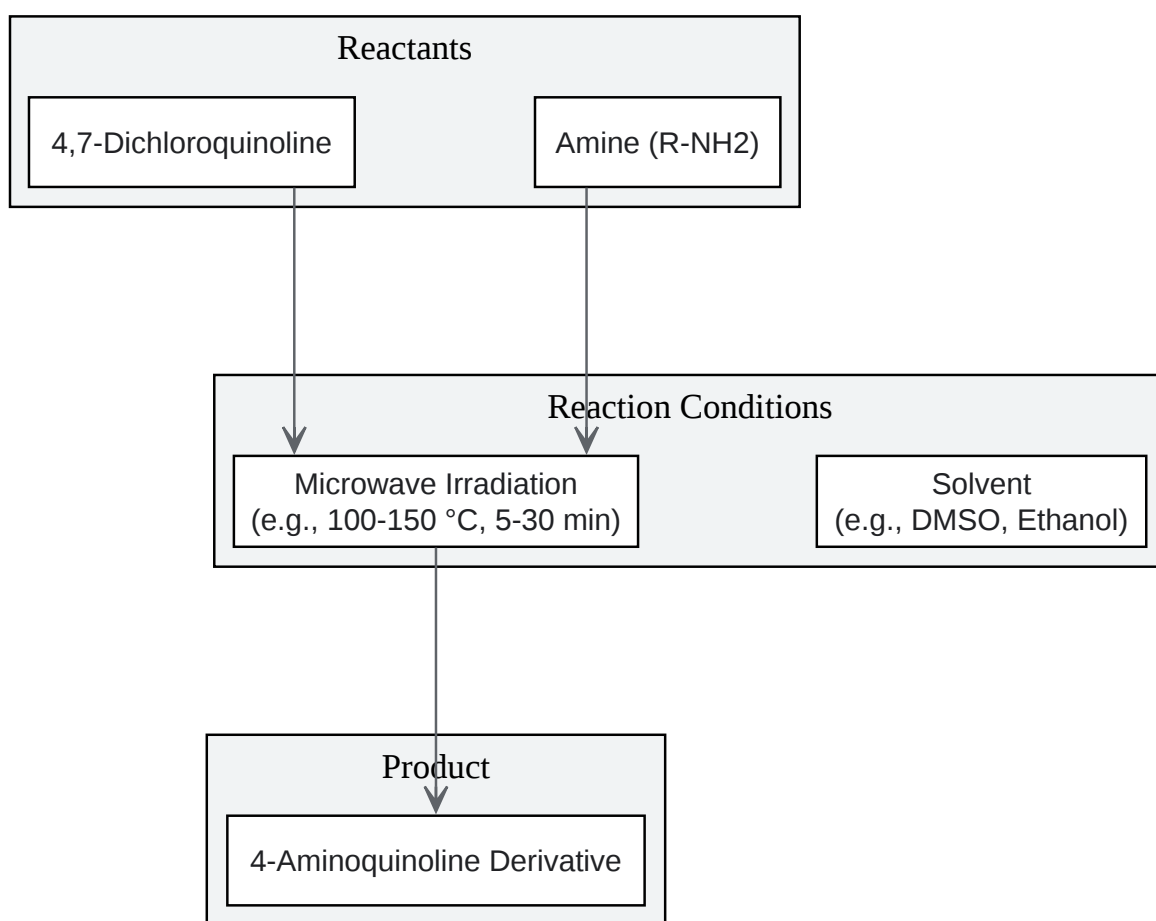 Reactants
4,7-Dichloroquinoline
Amine (R-NH2)
Reaction Conditions
Microwave Irradiation
(e.g., 100-150 °C, 5-30 min)
Solvent
(e.g., DMSO, Ethanol)
Product
4-Aminoquinoline Derivative